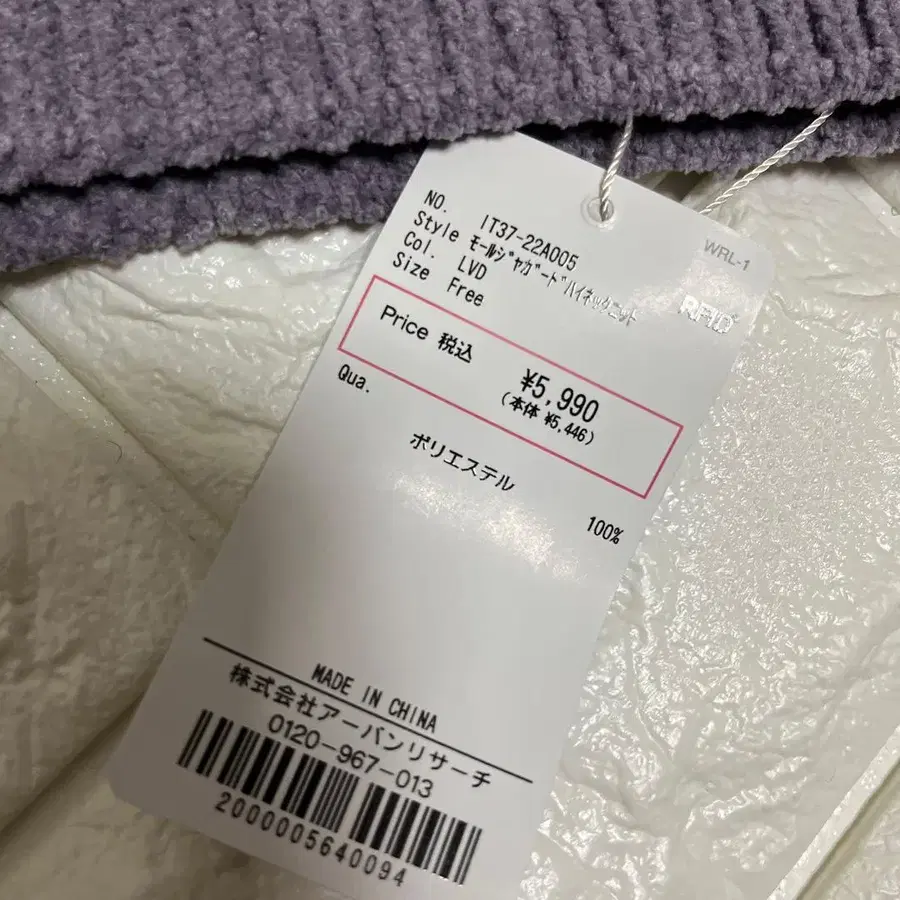 WRL-1
RFID
NO. IT37-22A005
Style ﾓｰﾙｼﾞﾔｶﾞｰﾄﾞﾊｲﾈｯｸﾆｯﾄ
Col. LVD
Size Free
Price 税込
¥5,990
(本体 ¥5,446)
Qua.
ポリエステル
100%
MADE IN CHINA
株式会社アーバンリサーチ
0120-967-013
2000005640094